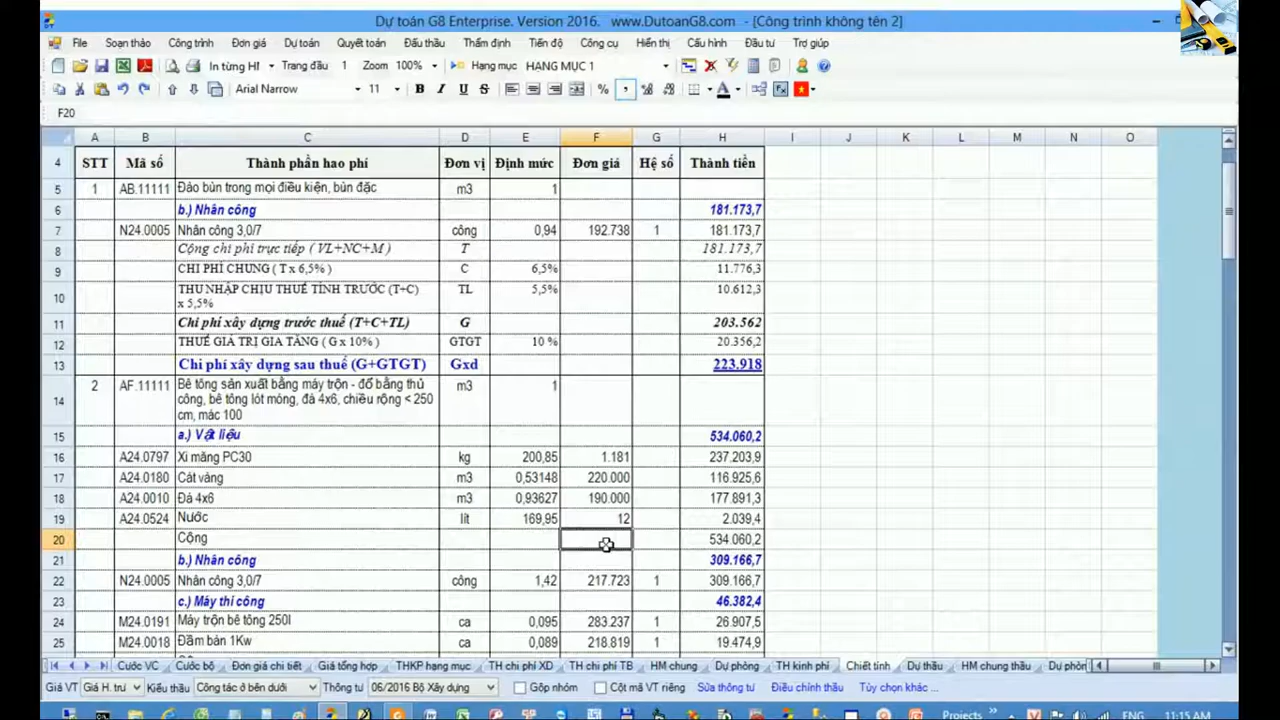 Dự toán G8 Enterprise. Version 2016. www.DutoanG8.com - [Công trình không tên 2]
File Soạn thảo Công trình Đơn giá Dự toán Quyết toán Đấu thầu Thẩm định Tiến độ Công cụ Hiển thị Cấu hình Đầu tư Trợ giúp
In từng HI Trang đầu 1 Zoom 100% Hạng mục HẠNG MỤC 1
Arial Narrow 11 B I U S %
F20
A B C D E F G H I J K L M N O
4 STT Mã số Thành phần hao phí Đơn vị Định mức Đơn giá Hệ số Thành tiền
5 1 AB.11111 Đào bùn trong mọi điều kiện, bùn đặc m3 1
6 b.) Nhân công 181.173,7
7 N24.0005 Nhân công 3,0/7 công 0,94 192.738 1 181.173,7
8 Cộng chi phí trực tiếp ( VL+NC+M ) T 181.173,7
9 CHI PHÍ CHUNG ( T x 6,5% ) C 6,5% 11.776,3
10 THU NHẬP CHỊU THUẾ TÍNH TRƯỚC (T+C) TL 5,5% 10.612,3
x 5,5%
11 Chi phí xây dựng trước thuế (T+C+TL) G 203.562
12 THUẾ GIÁ TRỊ GIA TĂNG ( G x 10% ) GTGT 10 % 20.356,2
13 Chi phí xây dựng sau thuế (G+GTGT) Gxd 223.918
14 2 AF.11111 Bê tông sản xuất bằng máy trộn - đổ bằng thủ m3 1
công, bê tông lót móng, đá 4x6, chiều rộng < 250
cm, mác 100
15 a.) Vật liệu 534.060,2
16 A24.0797 Xi măng PC30 kg 200,85 1.181 237.203,9
17 A24.0180 Cát vàng m3 0,53148 220.000 116.925,6
18 A24.0010 Đá 4x6 m3 0,93627 190.000 177.891,3
19 A24.0524 Nước lít 169,95 12 2.039,4
20 Cộng 534.060,2
21 b.) Nhân công 309.166,7
22 N24.0005 Nhân công 3,0/7 công 1,42 217.723 1 309.166,7
23 c.) Máy thi công 46.382,4
24 M24.0191 Máy trộn bê tông 250l ca 0,095 283.237 1 26.907,5
25 M24.0018 Đầm bàn 1Kw ca 0,089 218.819 1 19.474,9
Cước VC Cước bộ Đơn giá chi tiết Giá tổng hợp THKP hạng mục TH chi phí XD TH chi phí TB HM chung Dự phòng TH kinh phí Chiết tính Dự thầu HM chung thầu Dự phòn
Giá VT Giá H. trư Kiểu thầu Công tác ở bên dưới Thông tư 06/2016 Bộ Xây dựng Gộp nhóm Cột mã VT riêng Sửa thông tư Điều chỉnh thầu Tùy chọn khác ...
Projects ENG 11:15 AM